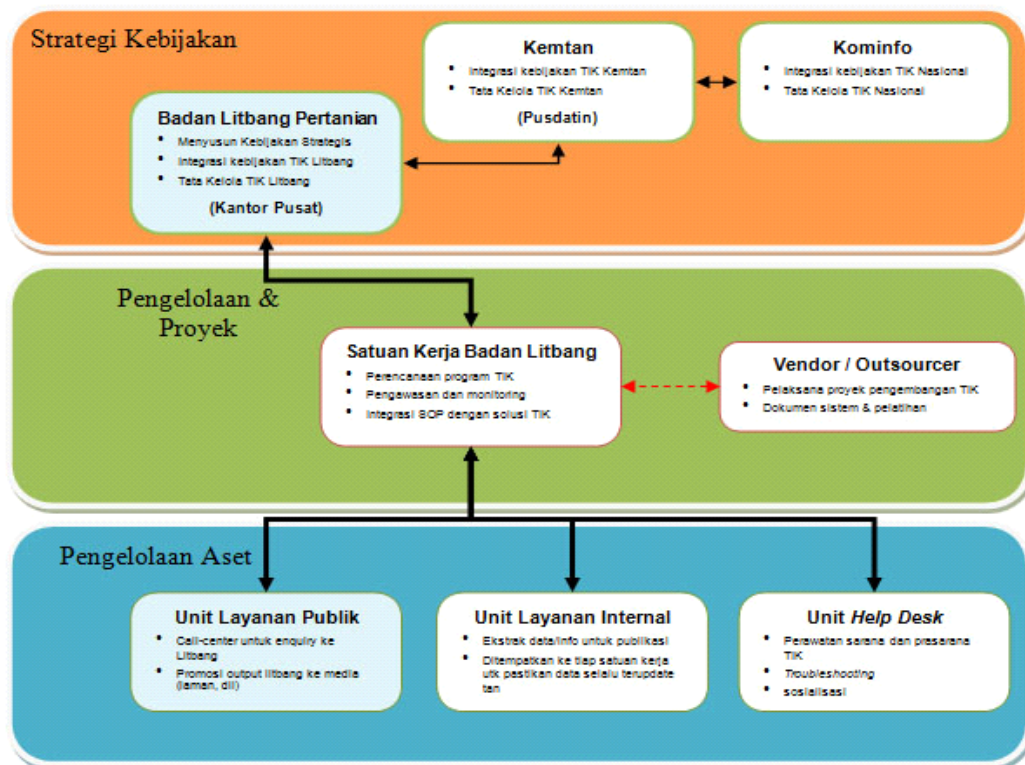 Strategi Kebijakan
Kemtan
• Integrasi kebijakan TIK Kemtan
• Tata Kelola TIK Kemtan
(Pusdatin)
Kominfo
• Integrasi kebijakan TIK Nasional
• Tata Kelola TIK Nasional
Badan Litbang Pertanian
• Menyusun Kebijakan Strategis
• Integrasi kebijakan TIK Litbang
• Tata Kelola TIK Litbang
(Kantor Pusat)
Pengelolaan &
Proyek
Satuan Kerja Badan Litbang
• Perencanaan program TIK
• Pengawasan dan monitoring
• Integrasi SOP dengan solusi TIK
Vendor / Outsourcer
• Pelaksana proyek pengembangan TIK
• Dokumen sistem & pelatihan
Pengelolaan Aset
Unit Layanan Publik
• Call-center untuk enquiry ke
Litbang
• Promosi output litbang ke media
(laman, dll)
Unit Layanan Internal
• Ekstrak data/info untuk publikasi
• Ditempatkan ke tiap satuan kerja
utk pastikan data selalu terupdate
tan
Unit Help Desk
• Perawatan sarana dan prasarana
TIK
• Troubleshooting
• sosialisasi